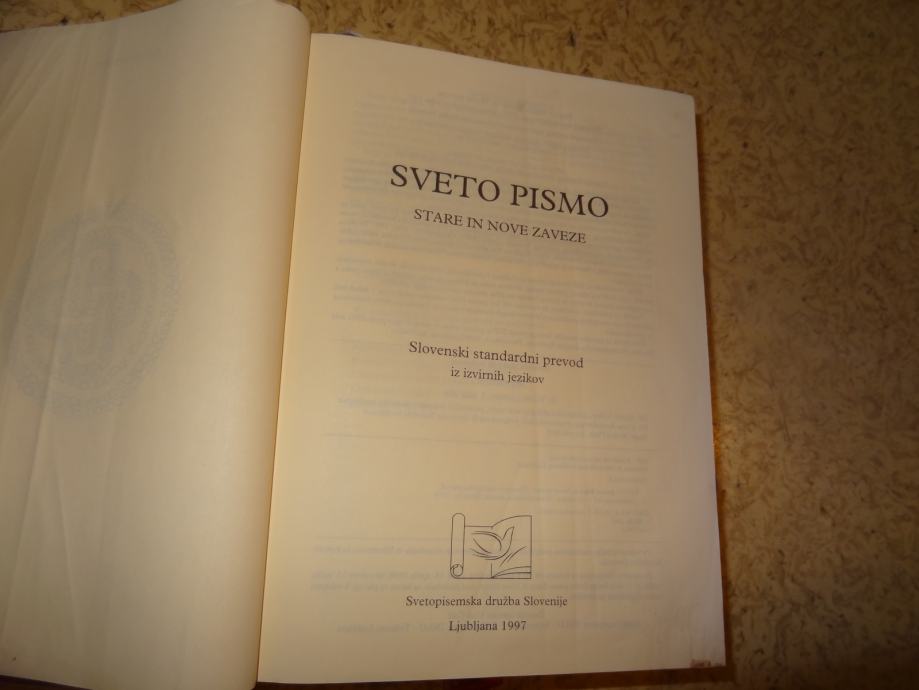 SVETO PISMO
STARE IN NOVE ZAVEZE
Slovenski standardni prevod
iz izvirnih jezikov
Svetopisemska družba Slovenije
Ljubljana 1997